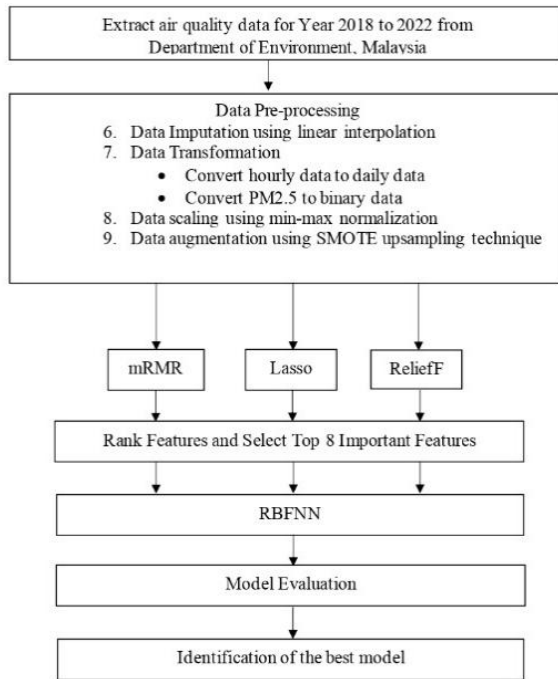 Extract air quality data for Year 2018 to 2022 from
Department of Environment, Malaysia
Data Pre-processing
6. Data Imputation using linear interpolation
7. Data Transformation
• Convert hourly data to daily data
• Convert PM2.5 to binary data
8. Data scaling using min-max normalization
9. Data augmentation using SMOTE upsampling technique
mRMR
Lasso
ReliefF
Rank Features and Select Top 8 Important Features
RBFNN
Model Evaluation
Identification of the best model